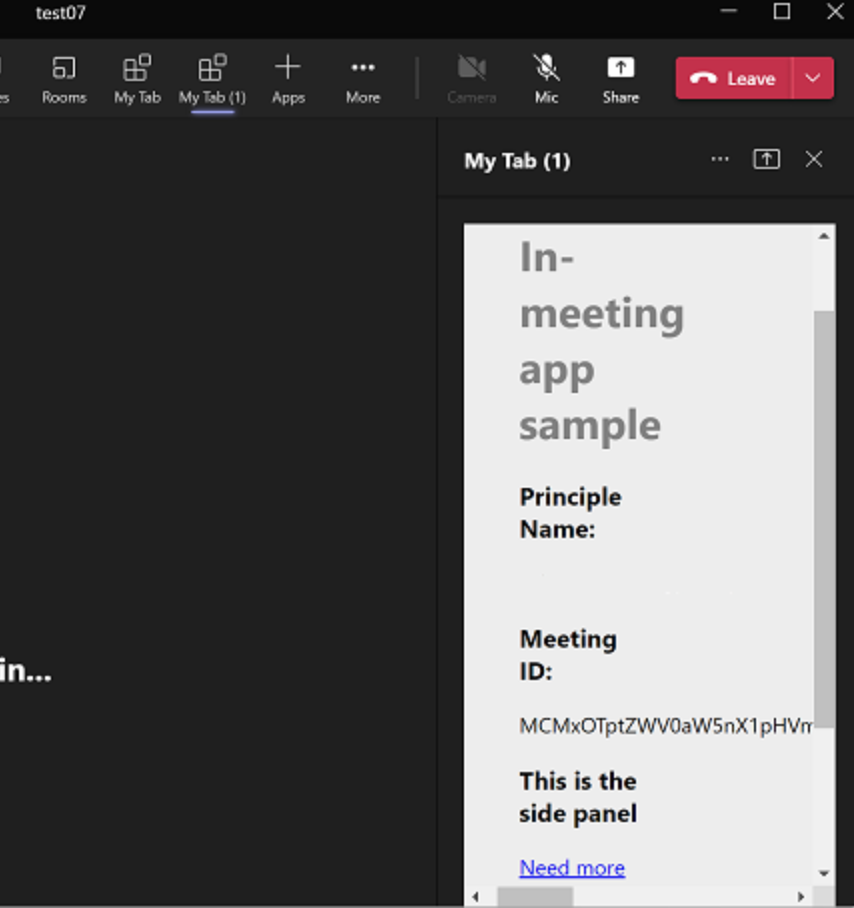 test07
Rooms My Tab My Tab (1) Apps More Camera Mic Share Leave
My Tab (1)
In-
meeting
app
sample
Principle
Name:
Meeting
ID:
in...
MCMxOTptZWV0aW5nX1pHVm
This is the
side panel
Need more